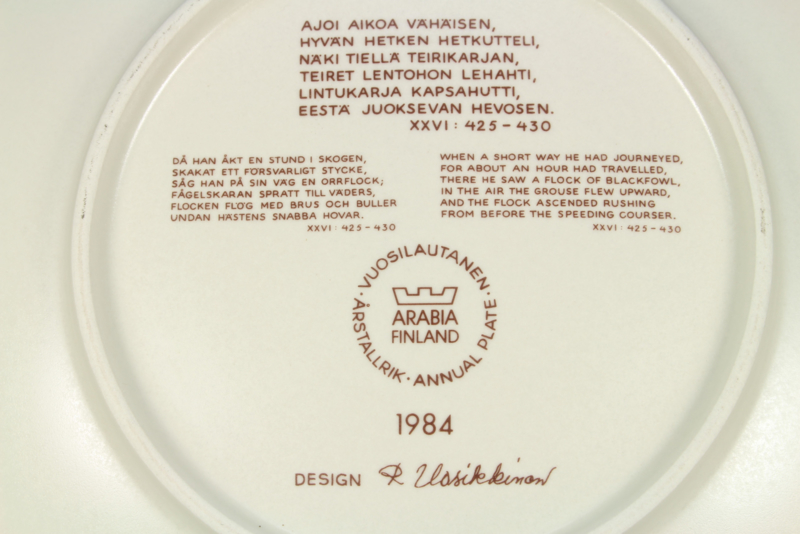 AJOI AIKOA VÄHÄISEN,
HYVÄN HETKEN HETKUTTELI,
NÄKI TIELLÄ TEIRIKARJAN,
TEIRET LENTOHON LEHAHTI,
LINTUKARJA KAPSAHUTTI,
EESTÄ JUOKSEVAN HEVOSEN.
XXVI: 425-430
DÅ HAN ÅKT EN STUND I SKOGEN,
SKAKAT ETT FÖRSVARLIGT STYCKE,
SÅG HAN PÅ SIN VÄG EN ORRFLOCK;
FÅGELSKARAN SPRATT TILL VÄDERS,
FLOCKEN FLÖG MED BRUS OCH BULLER
UNDAN HÄSTENS SNABBA HOVAR.
XXVI: 425-430
WHEN A SHORT WAY HE HAD JOURNEYED,
FOR ABOUT AN HOUR HAD TRAVELLED,
THERE HE SAW A FLOCK OF BLACKFOWL,
IN THE AIR THE GROUSE FLEW UPWARD,
AND THE FLOCK ASCENDED RUSHING
FROM BEFORE THE SPEEDING COURSER.
XXVI: 425-430
· VUOSILAUTANEN · ANNUAL PLATE · ÅRSTALLRIK
ARABIA
FINLAND
1984
DESIGN R Uosikkinen